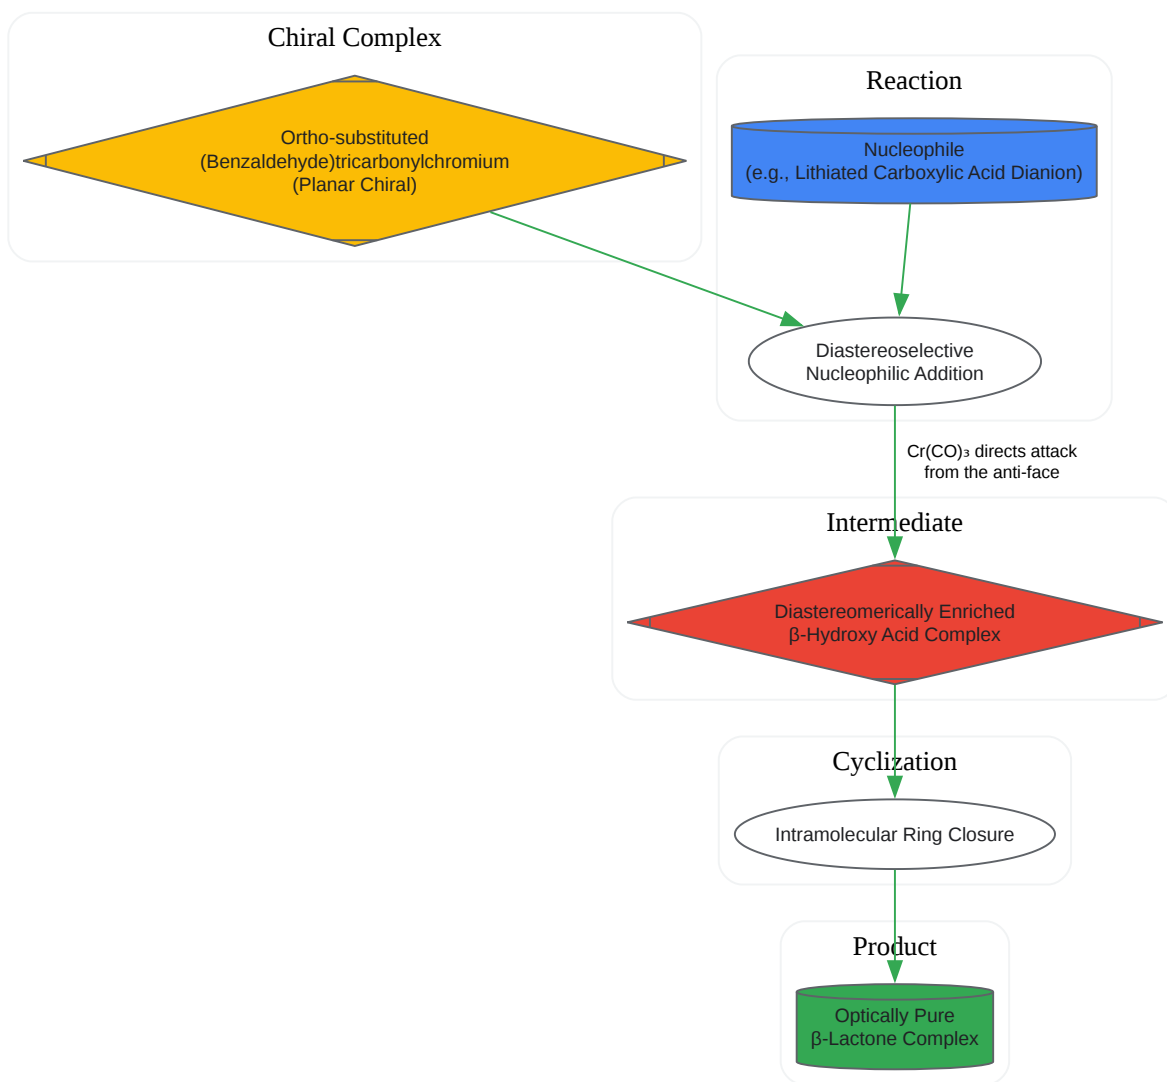 Chiral Complex
Ortho-substituted
(Benzaldehyde)tricarbonylchromium
(Planar Chiral)
Reaction
Nucleophile
(e.g., Lithiated Carboxylic Acid Dianion)
Diastereoselective
Nucleophilic Addition
Cr(CO)₃ directs attack
from the anti-face
Intermediate
Diastereomerically Enriched
β-Hydroxy Acid Complex
Cyclization
Intramolecular Ring Closure
Product
Optically Pure
β-Lactone Complex